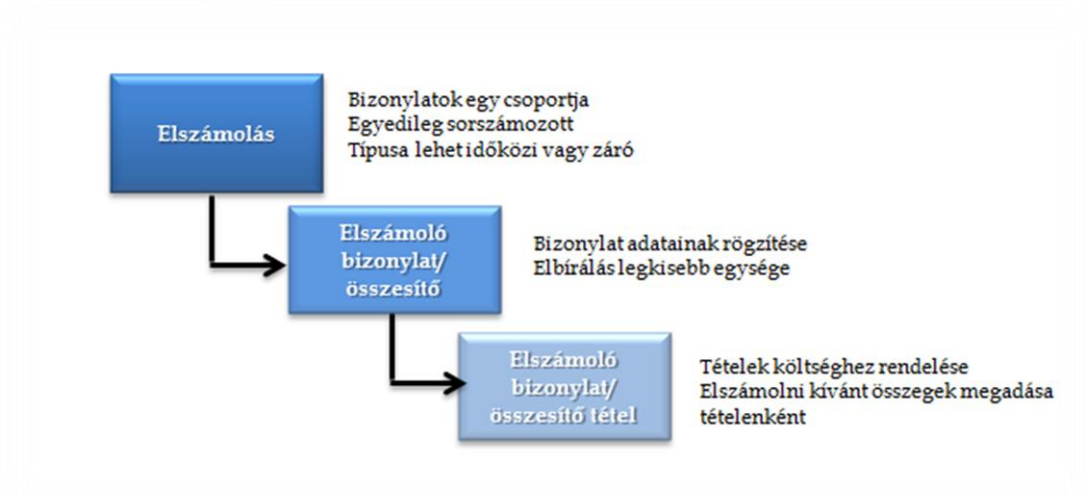 Elszámolás
Bizonylatok egy csoportja
Egyedileg sorszámozott
Típusa lehet időközi vagy záró
Elszámoló
bizonylat/
összesítő
Bizonylat adatainak rögzítése
Elbírálás legkisebb egysége
Elszámoló
bizonylat/
összesítő tétel
Tételek költséghez rendelése
Elszámolni kívánt összegek megadása
tételenként